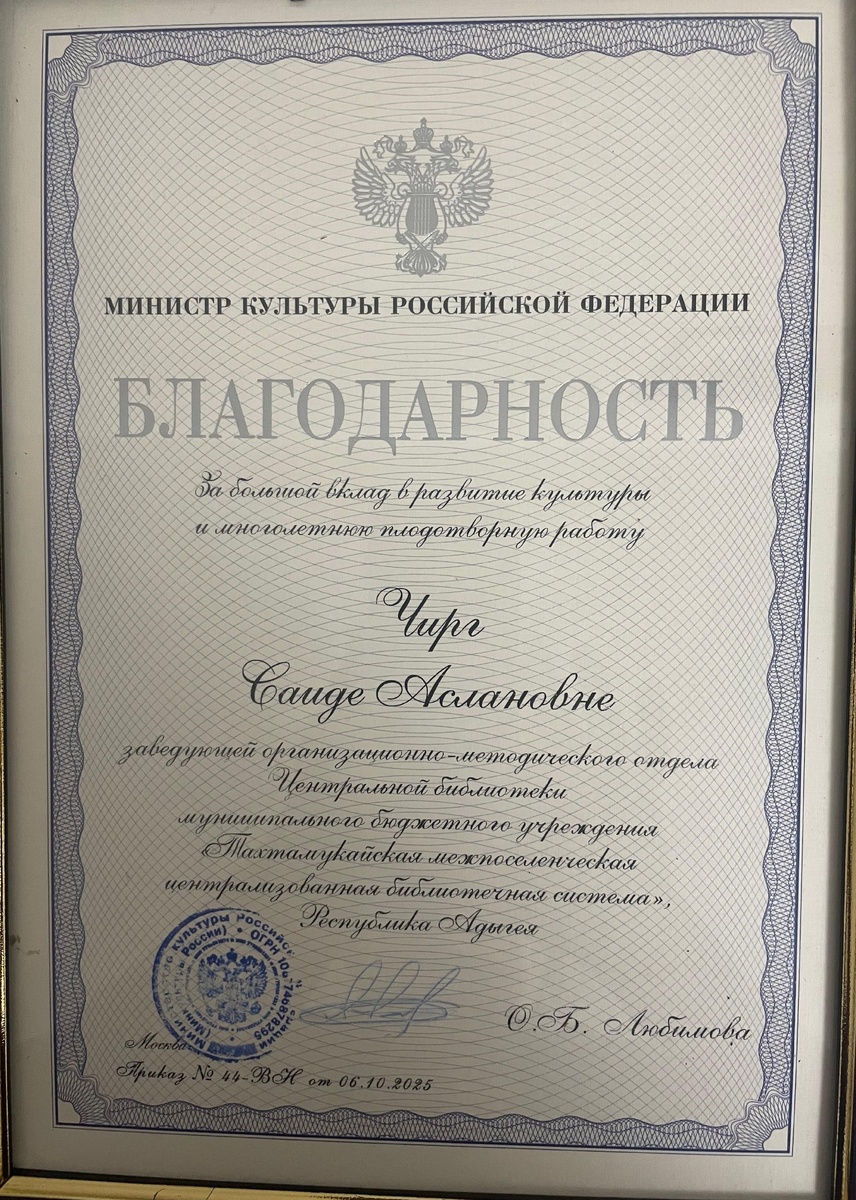 МИНИСТР КУЛЬТУРЫ РОССИЙСКОЙ ФЕДЕРАЦИИ
БЛАГОДАРНОСТЬ
За большой вклад в развитие культуры
и многолетнюю плодотворную работу
Чирг
Саиде Аслановне
заведующей организационно-методического отдела
Центральной библиотеки
муниципального бюджетного учреждения
«Тахтамукайская межпоселенческая
централизованная библиотечная система»,
Республика Адыгея
О.Б. Любимова
Москва
Приказ № 44-ВН от 06.10.2025